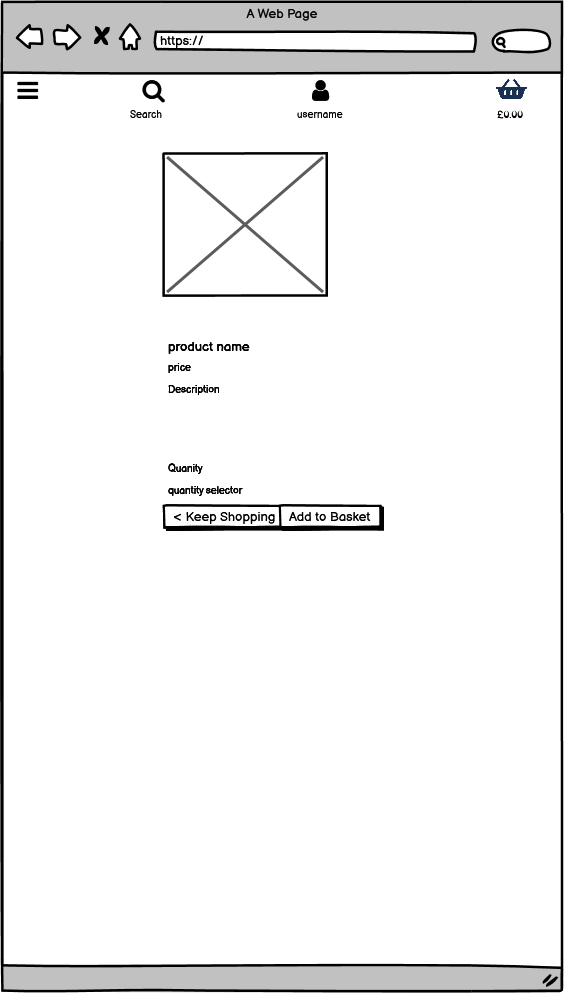 A Web Page
https://
Search
username
£0.00
product name
price
Description
Quanity
quantity selector
< Keep Shopping
Add to Basket